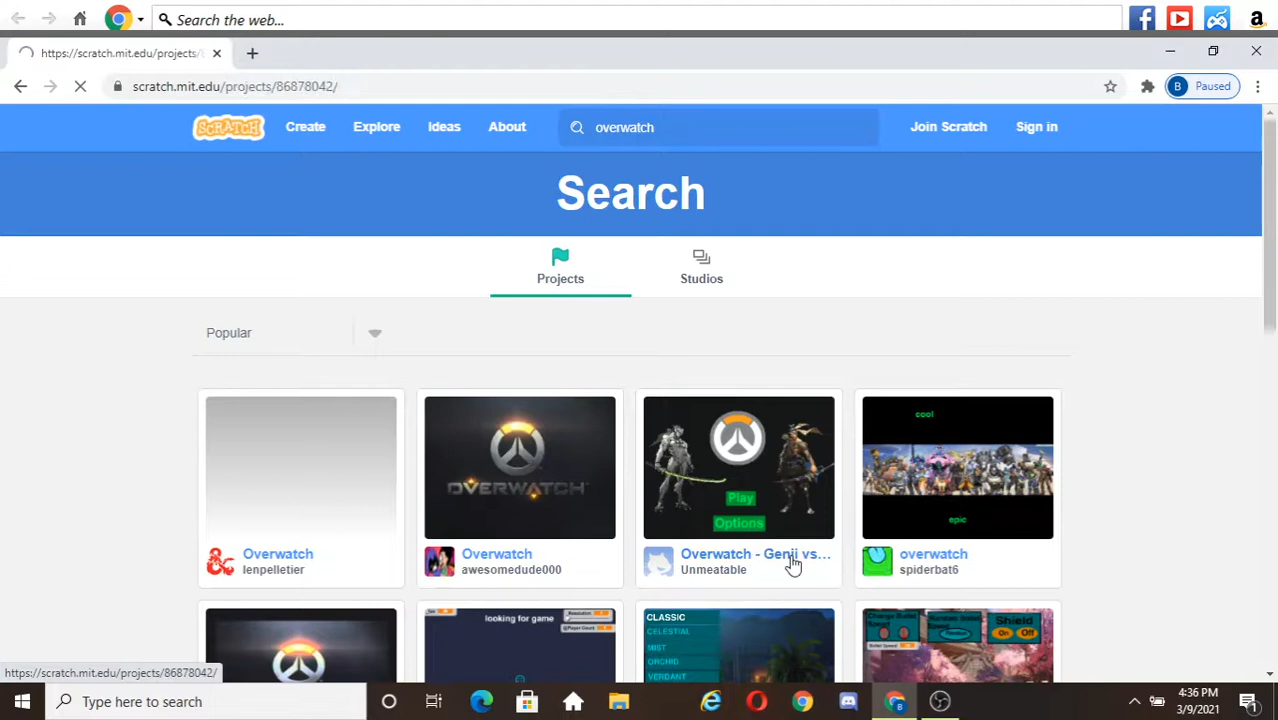 Search the web...
https://scratch.mit.edu/projects/
B Paused
scratch.mit.edu/projects/86878042/
SCRATCH Create Explore Ideas About overwatch Join Scratch Sign in
Search
Projects Studios
Popular
OVERWATCH
Play
Options
cool
epic
Overwatch
lenpelletier
Overwatch
awesomedude000
Overwatch - Genji vs...
Unmeatable
overwatch
spiderbat6
looking for game
CLASSIC
CELESTIAL
MIST
ORCHID
VERDANT
Shield
On Off
https://scratch.mit.edu/projects/86878042/
Type here to search
4:36 PM
3/9/2021
1